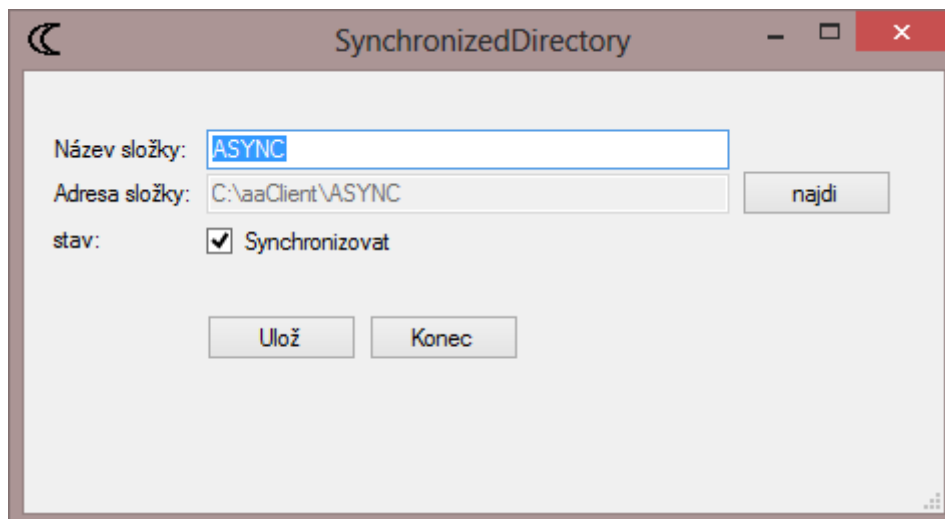 SynchronizedDirectory
Název složky: ASYNC
Adresa složky: C:\aaClient\ASYNC najdi
stav: Synchronizovat
Ulož Konec